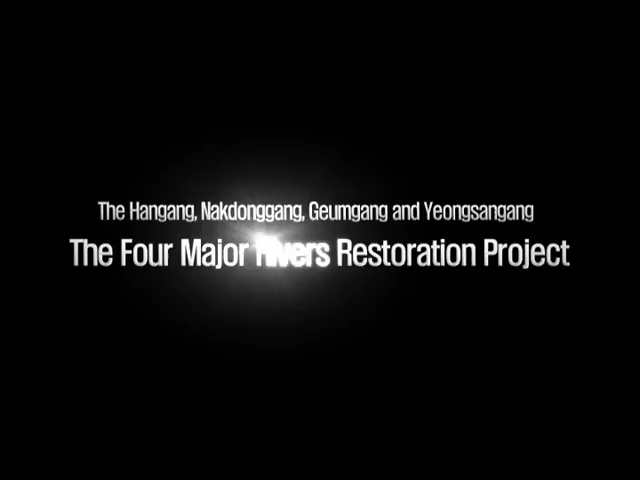 The Hangang, Nakdonggang, Geumgang and Yeongsangang
The Four Major Rivers Restoration Project